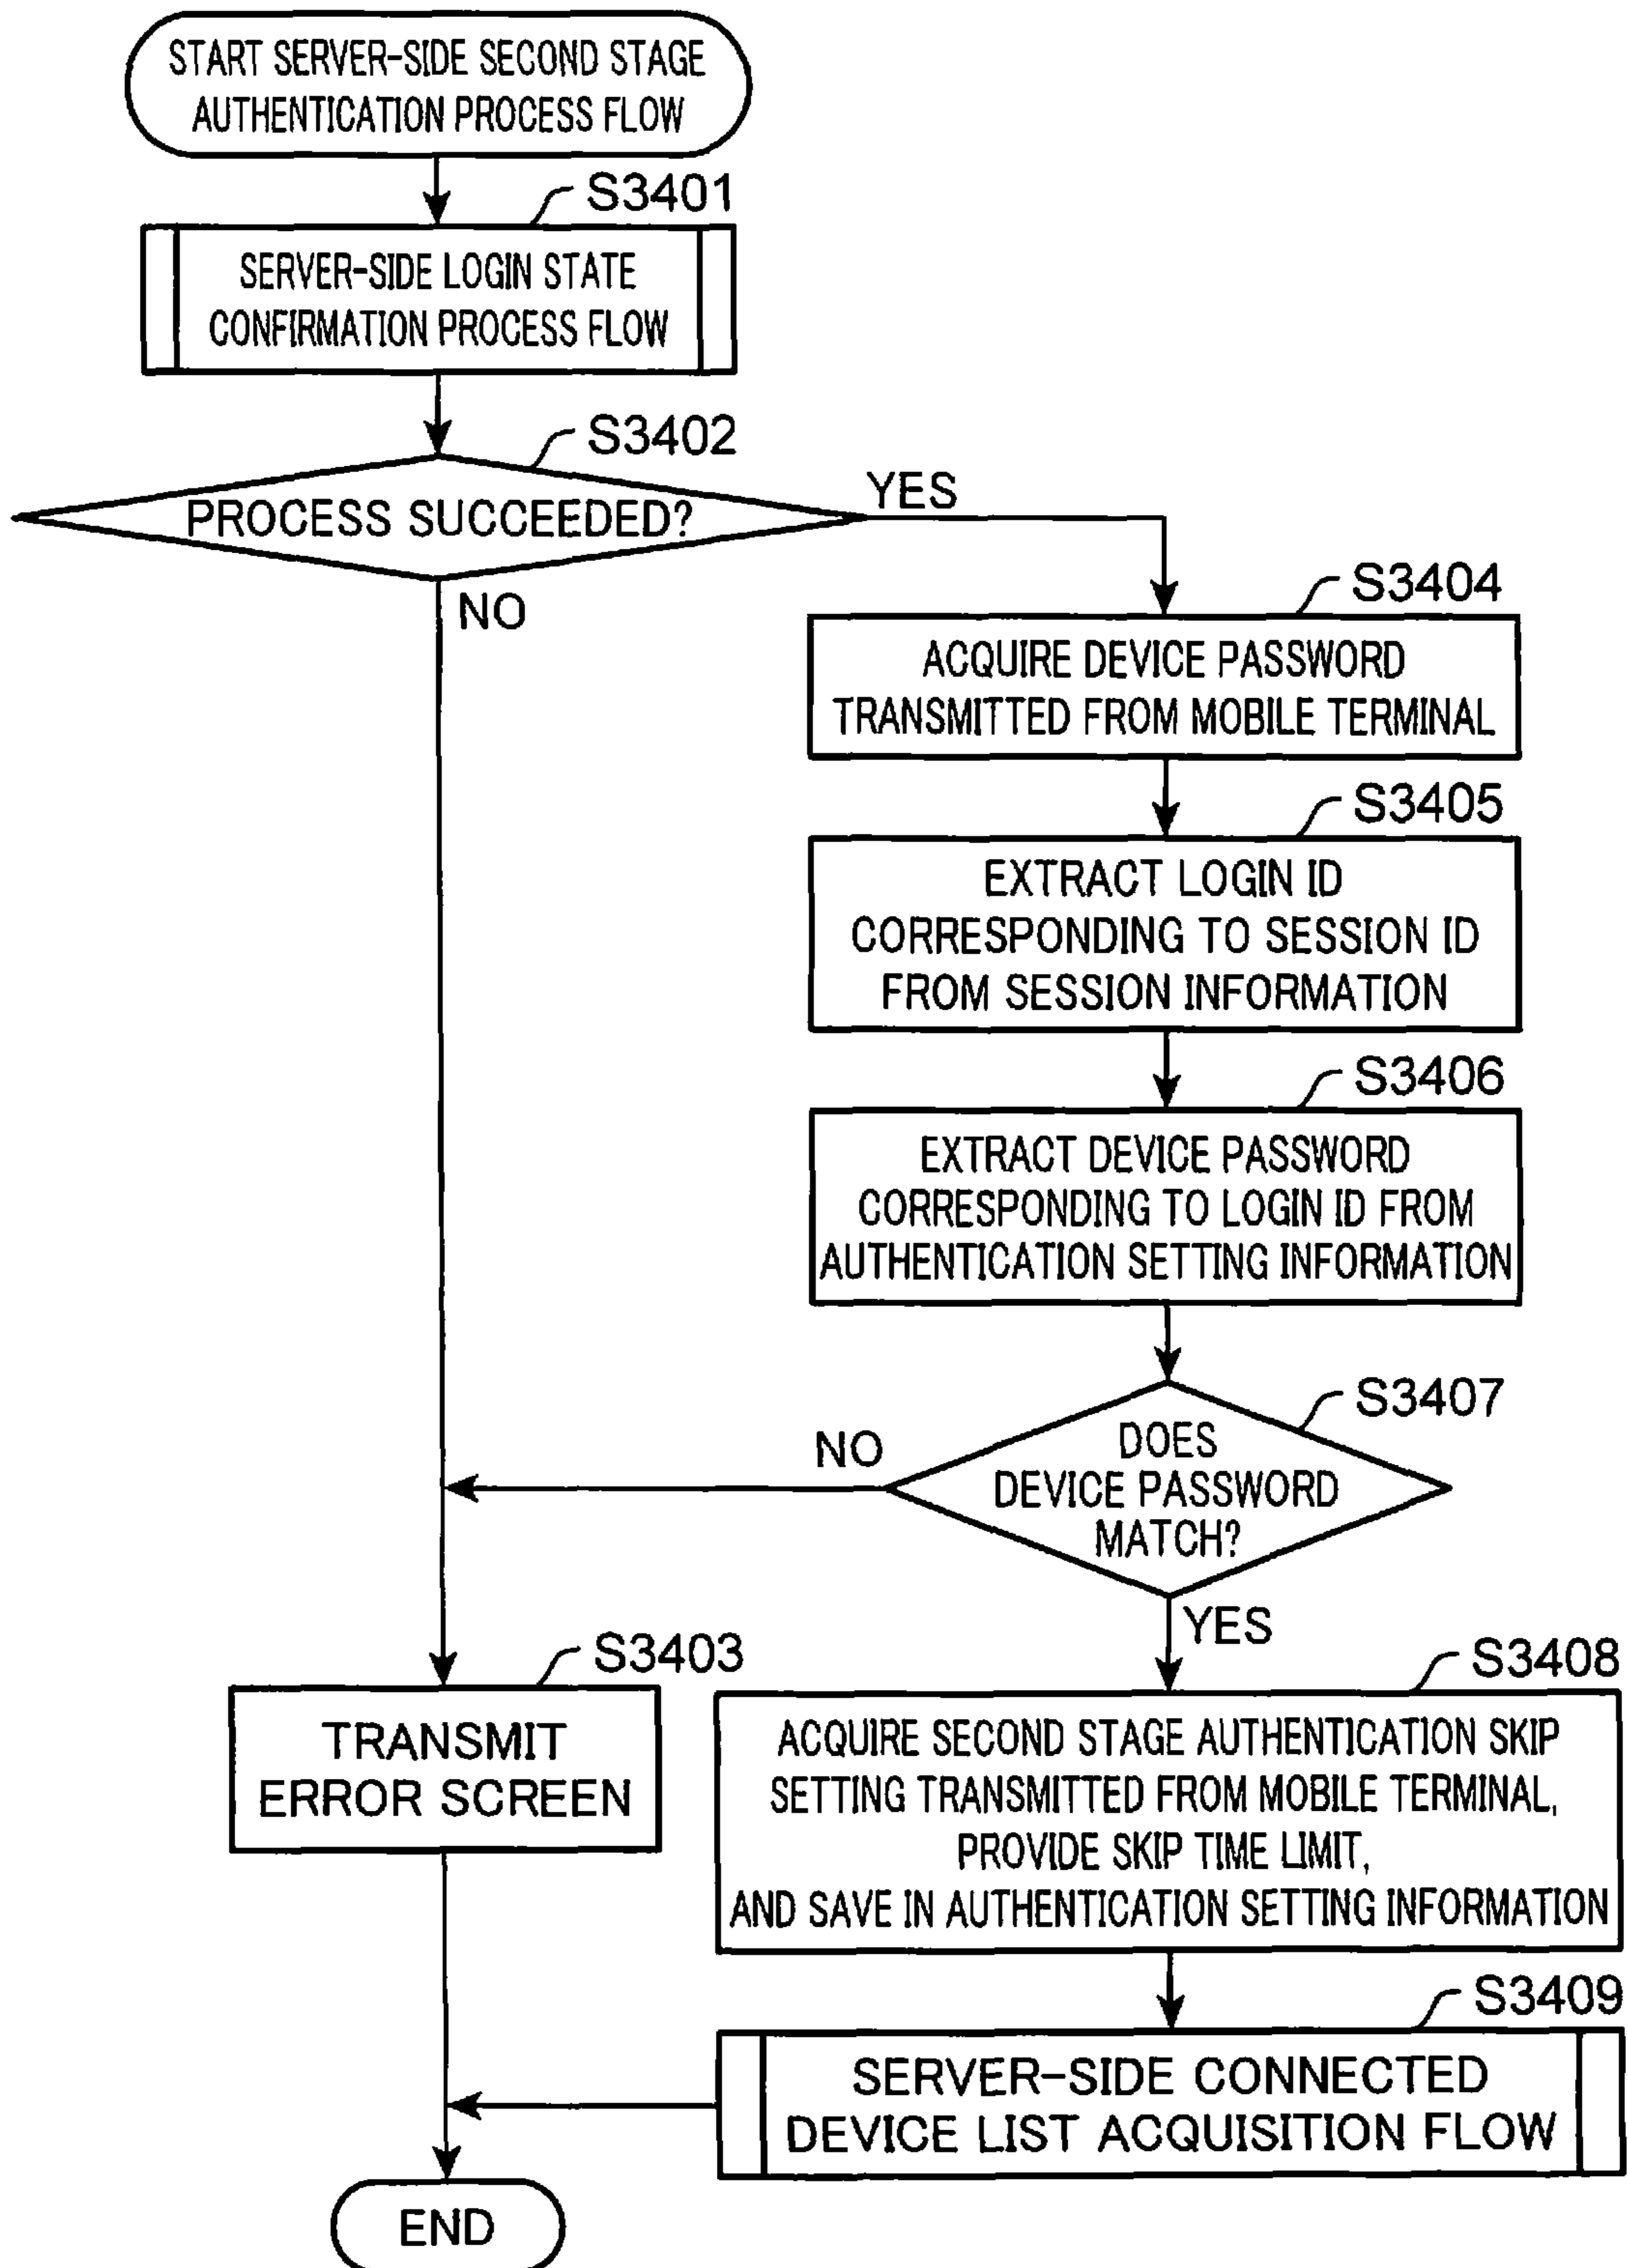 START SERVER-SIDE SECOND STAGE
AUTHENTICATION PROCESS FLOW
S3401
SERVER-SIDE LOGIN STATE
CONFIRMATION PROCESS FLOW
S3402
PROCESS SUCCEEDED?
YES
NO
S3404
ACQUIRE DEVICE PASSWORD
TRANSMITTED FROM MOBILE TERMINAL
S3405
EXTRACT LOGIN ID
CORRESPONDING TO SESSION ID
FROM SESSION INFORMATION
S3406
EXTRACT DEVICE PASSWORD
CORRESPONDING TO LOGIN ID FROM
AUTHENTICATION SETTING INFORMATION
S3407
DOES
DEVICE PASSWORD
MATCH?
NO
YES
S3403
TRANSMIT
ERROR SCREEN
S3408
ACQUIRE SECOND STAGE AUTHENTICATION SKIP
SETTING TRANSMITTED FROM MOBILE TERMINAL,
PROVIDE SKIP TIME LIMIT,
AND SAVE IN AUTHENTICATION SETTING INFORMATION
S3409
SERVER-SIDE CONNECTED
DEVICE LIST ACQUISITION FLOW
END